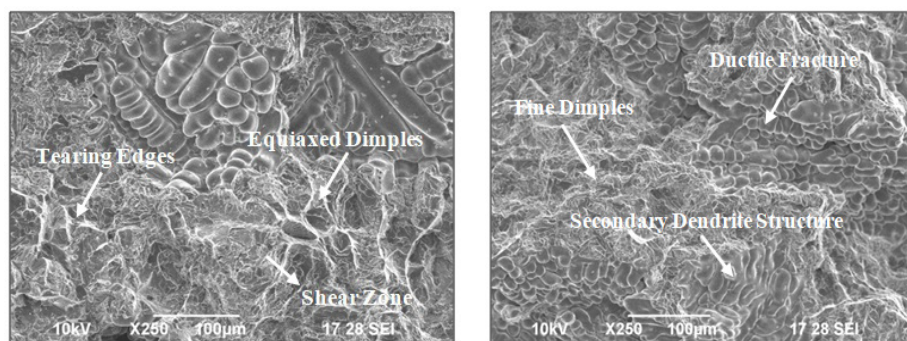 Tearing Edges
Equiaxed Dimples
Shear Zone
10kV X250 100μm 17 28 SEI
Ductile Fracture
Fine Dimples
Secondary Dendrite Structure
10kV X250 100μm 17 28 SEI